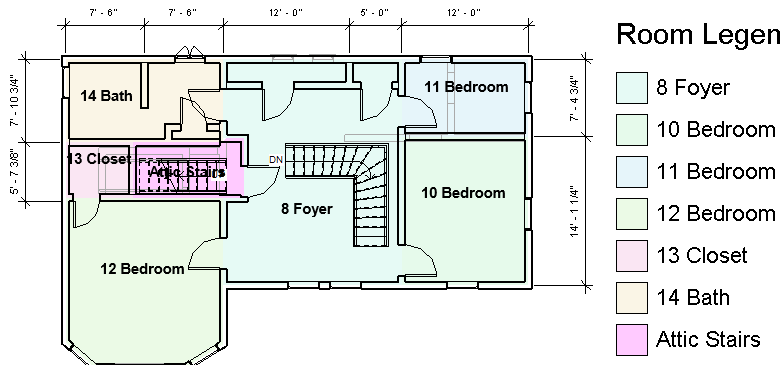 7' - 6"
7' - 6"
12' - 0"
5' - 0"
12' - 0"
Room Legen
7' - 10 3/4"
5' - 7 3/8"
7' - 4 3/4"
14' - 1 1/4"
14 Bath
11 Bedroom
13 Closet
Attic Stairs
DN
10 Bedroom
8 Foyer
12 Bedroom
8 Foyer
10 Bedroom
11 Bedroom
12 Bedroom
13 Closet
14 Bath
Attic Stairs